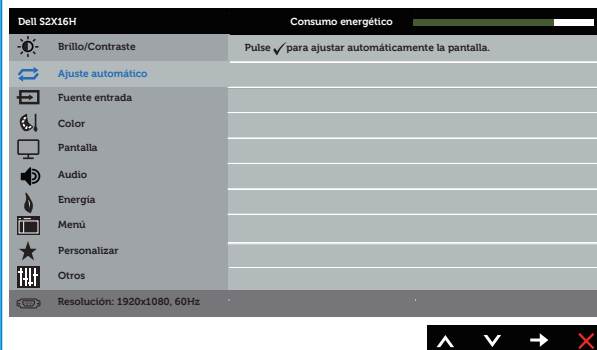 Dell S2X16H Consumo energético
Brillo/Contraste Pulse ✓ para ajustar automáticamente la pantalla.
Ajuste automático
Fuente entrada
Color
Pantalla
Audio
Energía
Menú
Personalizar
Otros
Resolución: 1920x1080, 60Hz